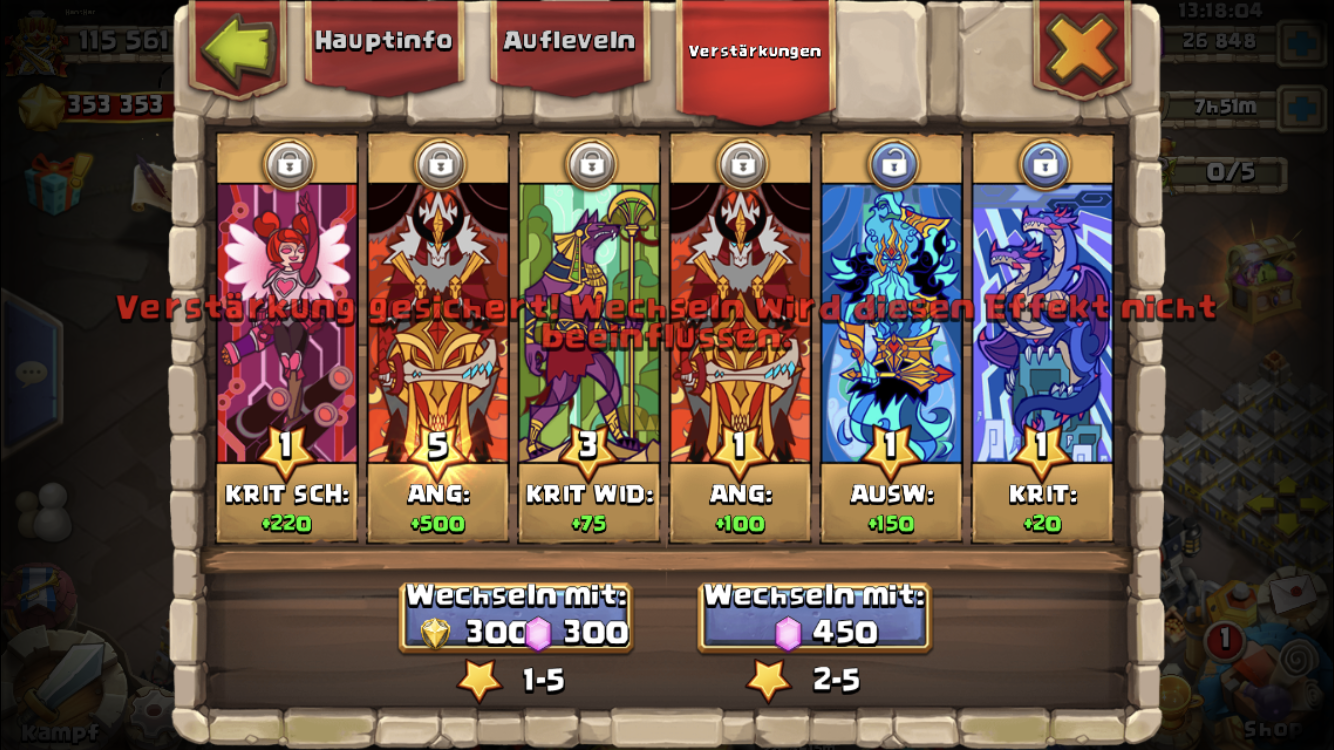 13:18:04
115 561
Hauptinfo
Aufleveln
Verstärkungen
26 848
353 353
7h51m
0/5
Verstärkung gesichert! Wechseln wird diesen Effekt nicht
beeinflussen.
1
5
3
1
1
1
KRIT SCH:
ANG:
KRIT WID:
ANG:
AUSW:
KRIT:
+220
+500
+75
+100
+150
+20
Wechseln mit:
300 300
Wechseln mit:
450
1-5
2-5
1
Kampf
Shop